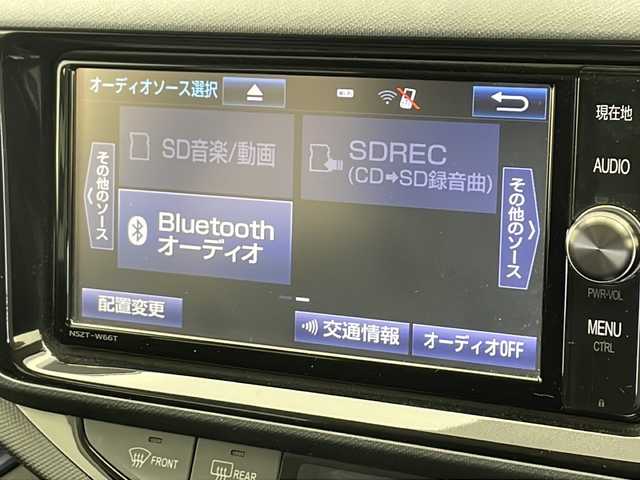 オーディオソース選択
現在地
SD音楽/動画
SDREC
(CD➡SD録音曲)
AUDIO
その他のソース
Bluetooth
オーディオ
その他のソース
PWR-VOL
配置変更
交通情報
オーディオOFF
MENU
CTRL
NSZT-W66T
FRONT
REAR